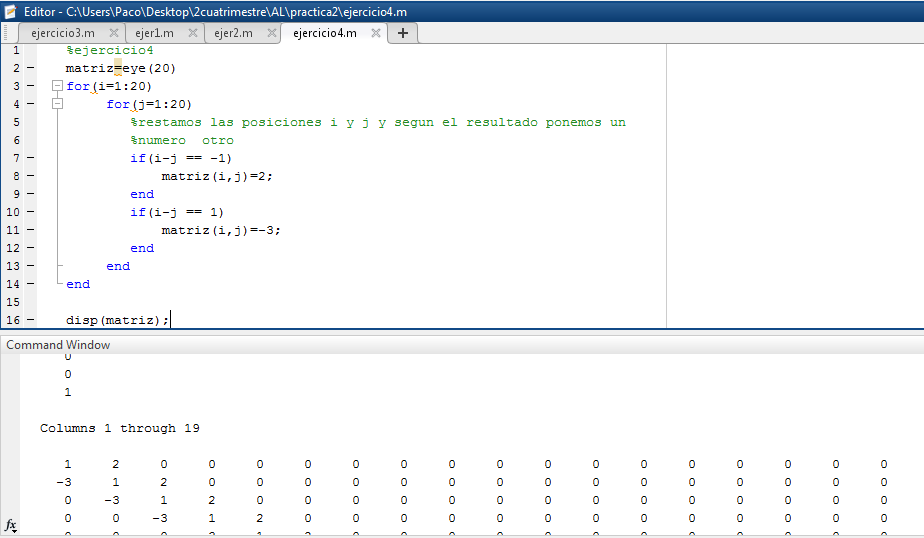 Editor - C:\Users\Paco\Desktop\2cuatrimestre\AL\practica2\ejercicio4.m
ejercicio3.m ejer1.m ejer2.m ejercicio4.m +
1 %ejercicio4
2 - matriz=eye(20)
3 - for(i=1:20)
4 - for(j=1:20)
5 %restamos las posiciones i y j y segun el resultado ponemos un
6 %numero otro
7 - if(i-j == -1)
8 - matriz(i,j)=2;
9 - end
10 - if(i-j == 1)
11 - matriz(i,j)=-3;
12 - end
13 - end
14 - end
15
16 - disp(matriz);
Command Window
0
0
1
Columns 1 through 19
1 2 0 0 0 0 0 0 0 0 0 0 0 0 0 0 0 0
-3 1 2 0 0 0 0 0 0 0 0 0 0 0 0 0 0 0
0 -3 1 2 0 0 0 0 0 0 0 0 0 0 0 0 0 0
0 0 -3 1 2 0 0 0 0 0 0 0 0 0 0 0 0 0
fx